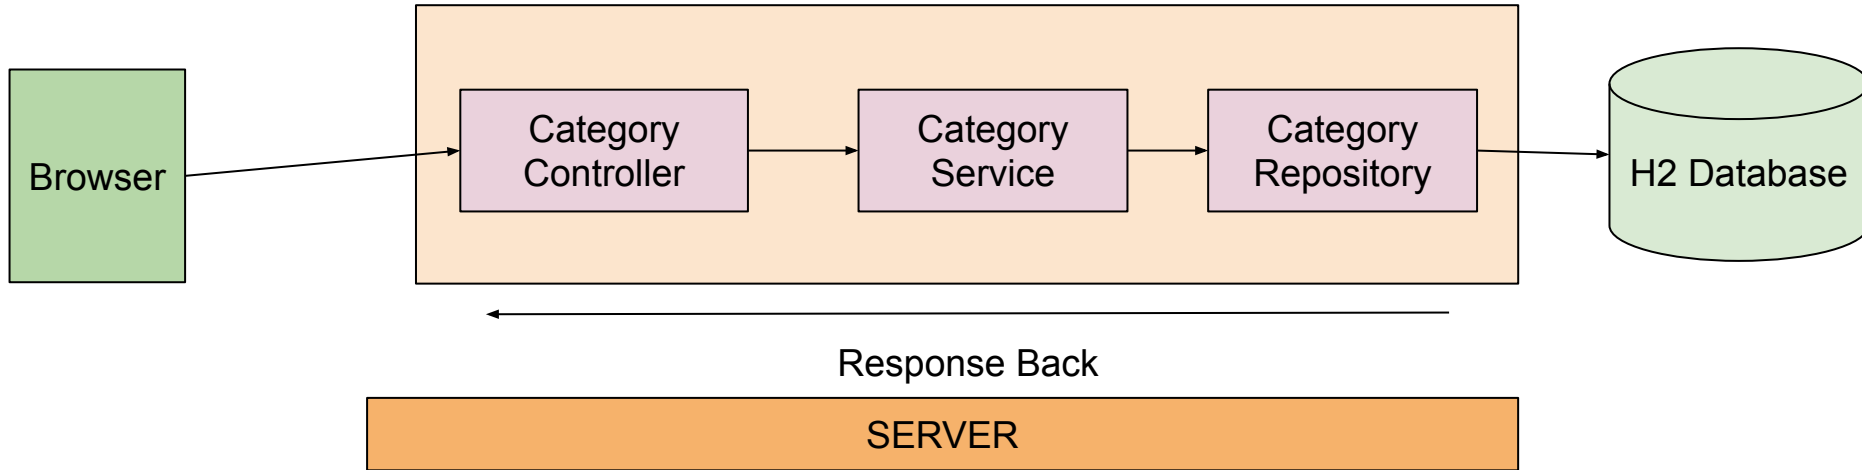 Browser
Category
Controller
Category
Service
Category
Repository
H2 Database
Response Back
SERVER